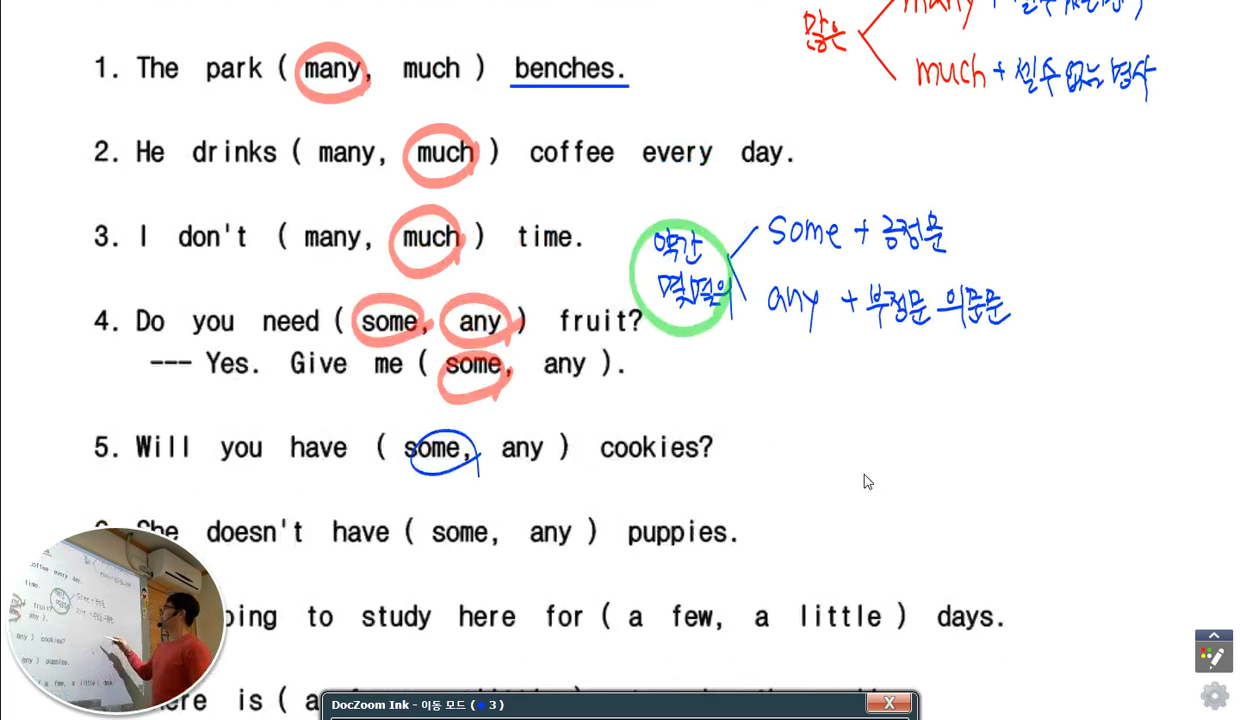 many +
많은
1. The park ( many, much ) benches.
much + 셀수 없는 명사
2. He drinks ( many, much ) coffee every day.
3. I don't ( many, much ) time.
약간
몇몇의
some + 긍정문
any + 부정문 의문문
4. Do you need ( some, any ) fruit?
--- Yes. Give me ( some, any ).
5. Will you have ( some, any ) cookies?
She doesn't have ( some, any ) puppies.
to study here for ( a few, a little ) days.
is ( a
DocZoom Ink - 이동 모드 ( 3 )
X